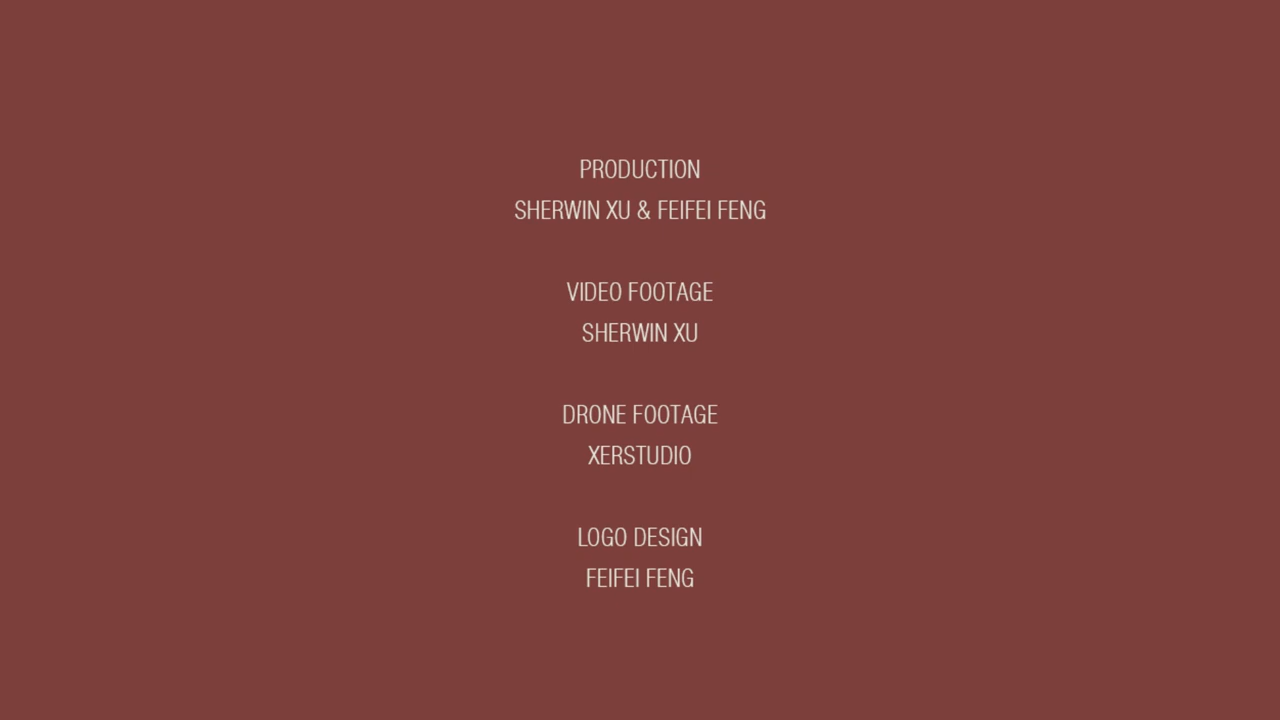 PRODUCTION
SHERWIN XU & FEIFEI FENG
VIDEO FOOTAGE
SHERWIN XU
DRONE FOOTAGE
XERSTUDIO
LOGO DESIGN
FEIFEI FENG